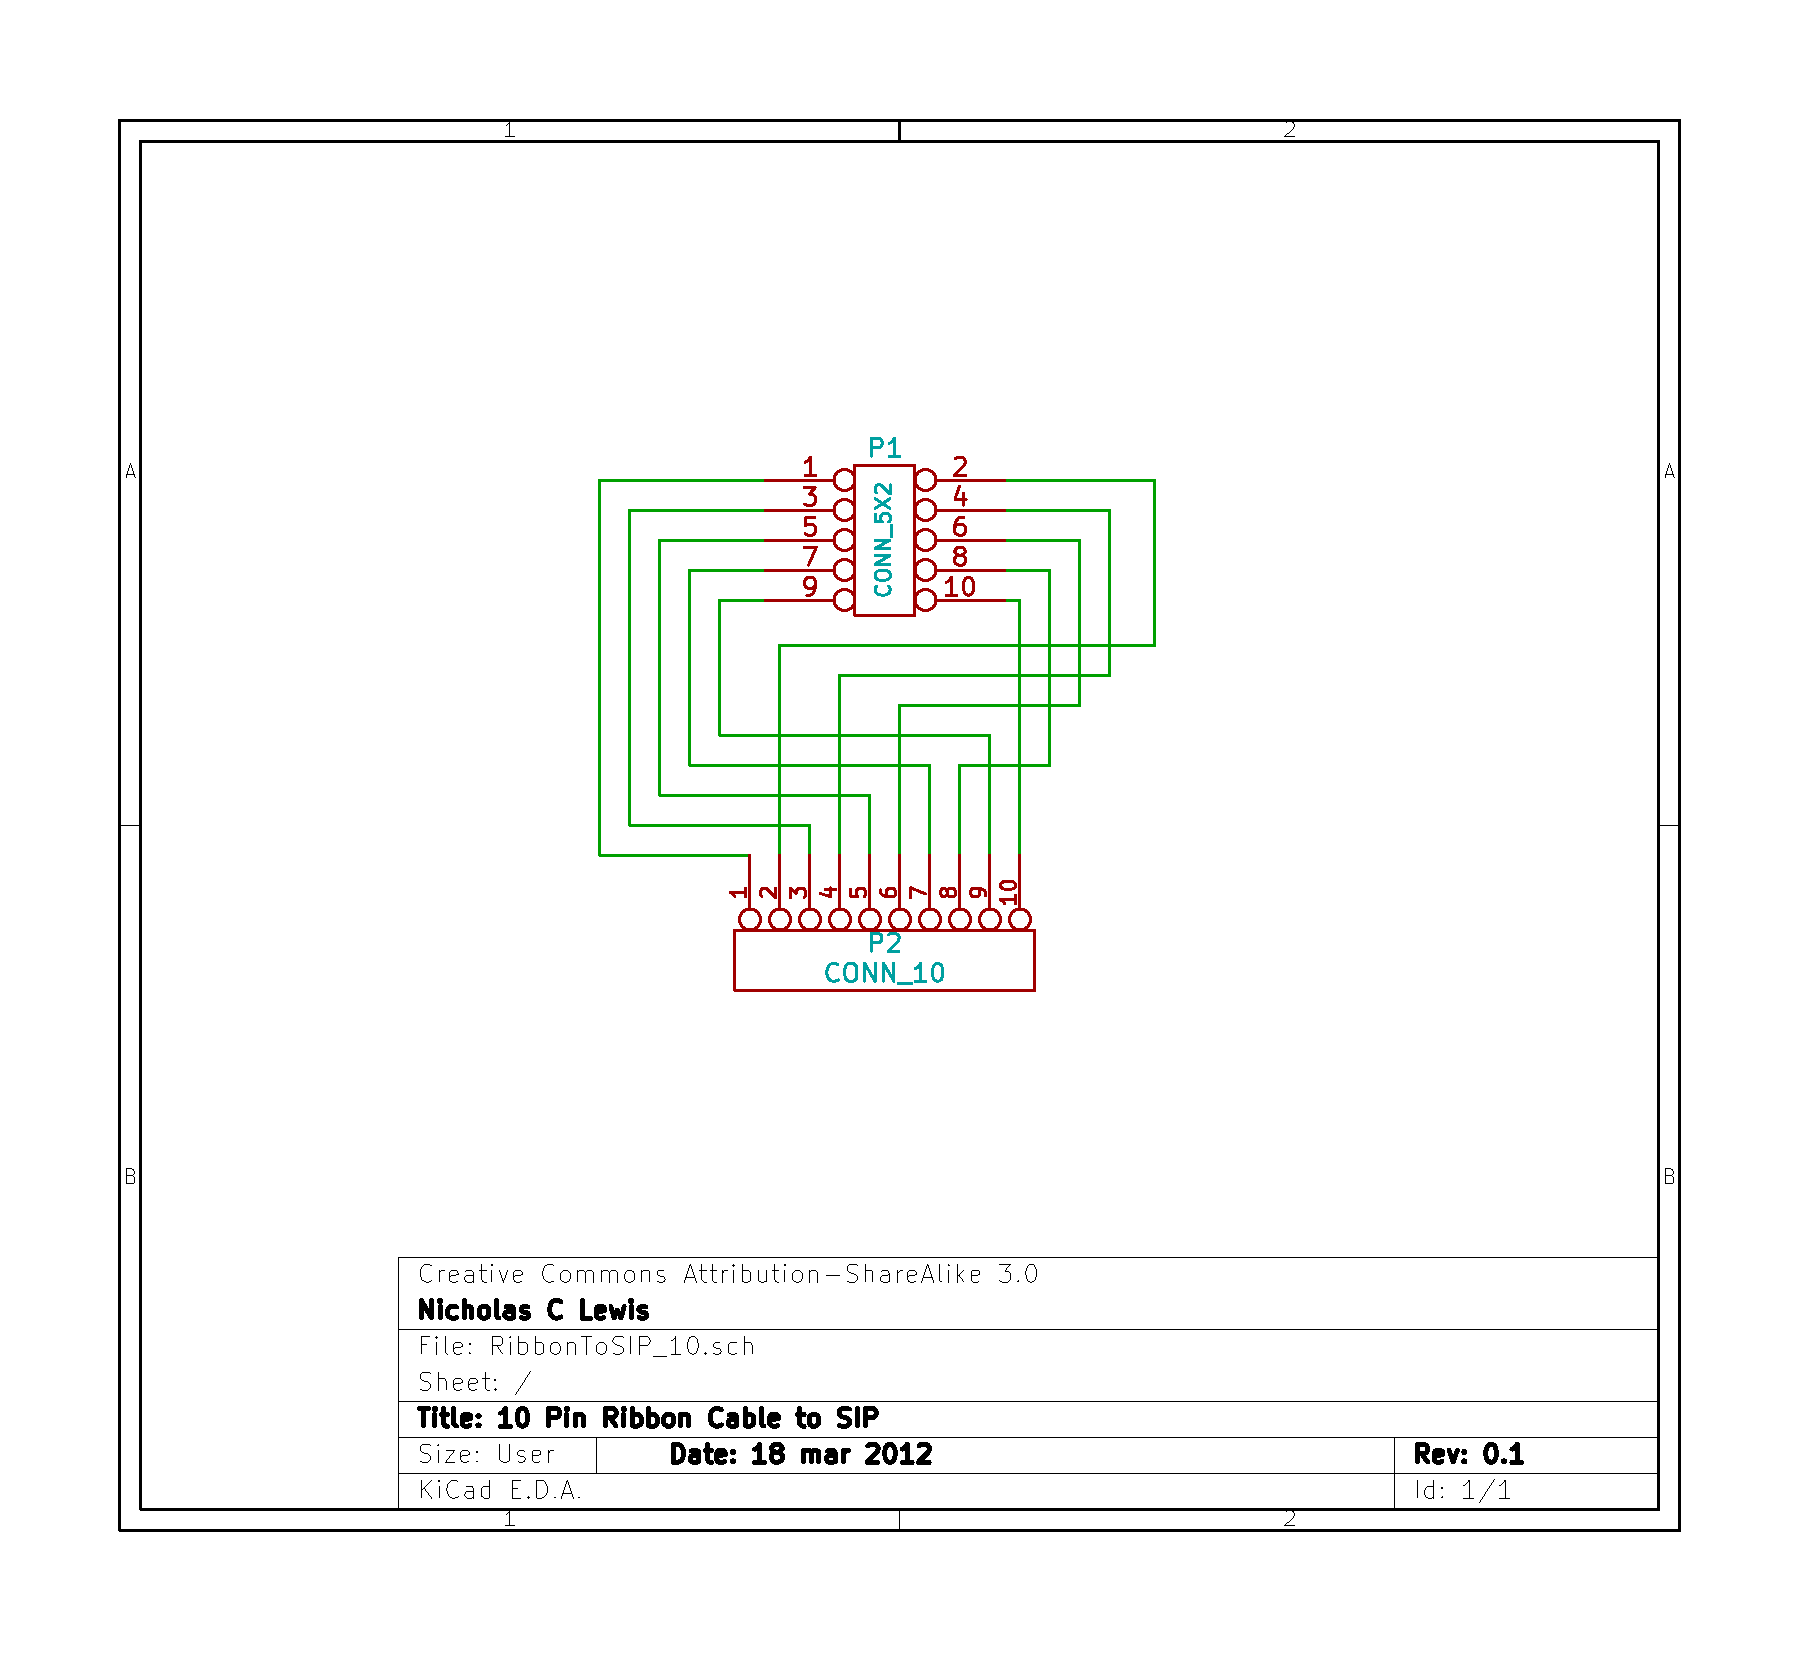 1 2
A A
P1
1 2
3 4
5 6
7 8
9 10
CONN_5X2
1 2 3 4 5 6 7 8 9 10
P2
CONN_10
B B
Creative Commons Attribution-ShareAlike 3.0
Nicholas C Lewis
File: RibbonToSIP_10.sch
Sheet: /
Title: 10 Pin Ribbon Cable to SIP
Size: User Date: 18 mar 2012 Rev: 0.1
KiCad E.D.A. Id: 1/1
1 2